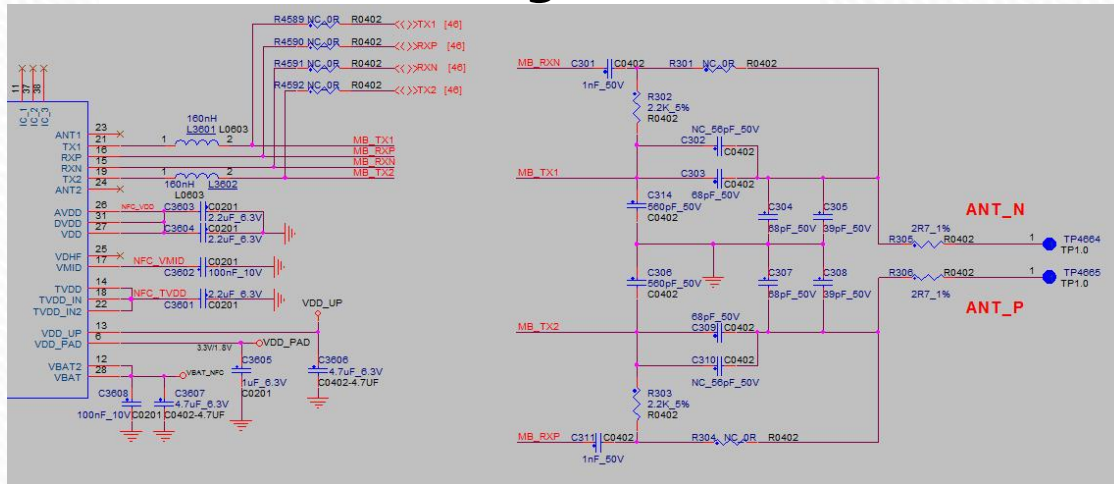 R4589 NC_0R R0402 TX1 [46]
R4590 NC_0R R0402 RXP [46]
R4591 NC_0R R0402 RXN [46]
R4592 NC_0R R0402 TX2 [46]
11 37 38
IC_1 IC_2 IC_3
ANT1 23
160nH
TX1 21 1 L3601 2 L0603 MB_TX1
RXP 16 MB_RXP
RXN 15 MB_RXN
TX2 19 1 2 MB_TX2
ANT2 24 160nH L3602
L0603
AVDD 26 NFC_VDD C3603 C0201
DVDD 31 2.2uF_6.3V
VDD 27 C3604 C0201
2.2uF_6.3V
VDHF 25
VMID 17 NFC_VMID C0201
C3602 100nF_10V
TVDD 14
TVDD_IN 18 NFC_TVDD 2.2uF_6.3V
TVDD_IN2 22 C3601 C0201
VDD_UP
VDD_UP 13
VDD_PAD 6 3.3V/1.8V VDD_PAD
C3605 C3606
1uF_6.3V 4.7uF_6.3V
C0201 C0402-4.7UF
VBAT2 12
VBAT 28 VBAT_NFC
C3608 C3607
4.7uF_6.3V
100nF_10V C0201 C0402-4.7UF
MB_RXN C301 C0402 R301 NC_0R R0402
1nF_50V
R302
2.2K_5%
R0402
NC_56pF_50V
C302 C0402
MB_TX1 C303
68pF_50V C0402
C314
560pF_50V
C0402
C304 C305
68pF_50V 39pF_50V
ANT_N
2R7_1%
R305 R0402 1 TP4664
TP1.0
C306
560pF_50V
C0402
C307 C308
68pF_50V 39pF_50V
R306 R0402 1 TP4665
2R7_1% TP1.0
ANT_P
68pF_50V
MB_TX2 C309 C0402
C310 C0402
NC_56pF_50V
R303
2.2K_5%
R0402
MB_RXP C311 C0402 R304 NC_0R R0402
1nF_50V